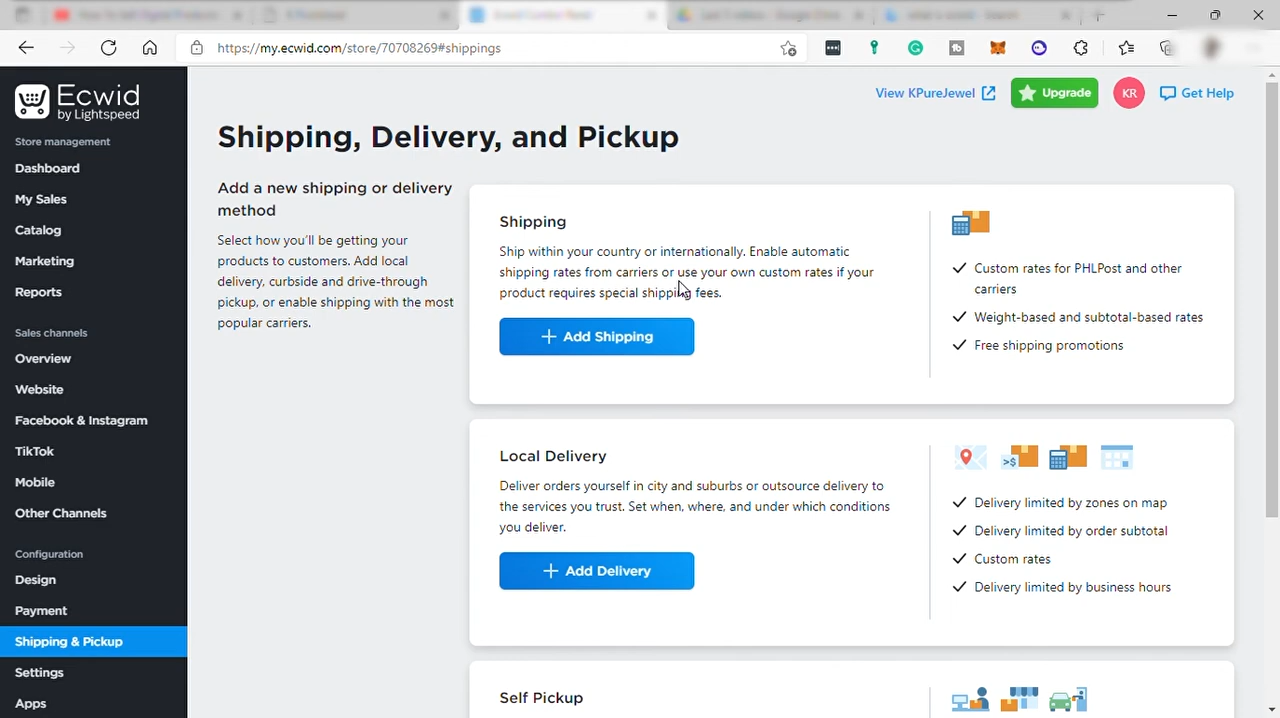 https://my.ecwid.com/store/70708269#shippings
Ecwid
by Lightspeed
View KPureJewel
Upgrade
KR
Get Help
Store management
Dashboard
My Sales
Catalog
Marketing
Reports
Sales channels
Overview
Website
Facebook & Instagram
TikTok
Mobile
Other Channels
Configuration
Design
Payment
Shipping & Pickup
Settings
Apps
Shipping, Delivery, and Pickup
Add a new shipping or delivery
method
Select how you'll be getting your
products to customers. Add local
delivery, curbside and drive-through
pickup, or enable shipping with the most
popular carriers.
Shipping
Ship within your country or internationally. Enable automatic
shipping rates from carriers or use your own custom rates if your
product requires special shipping fees.
+ Add Shipping
Custom rates for PHLPost and other
carriers
Weight-based and subtotal-based rates
Free shipping promotions
Local Delivery
Deliver orders yourself in city and suburbs or outsource delivery to
the services you trust. Set when, where, and under which conditions
you deliver.
+ Add Delivery
>$
Delivery limited by zones on map
Delivery limited by order subtotal
Custom rates
Delivery limited by business hours
Self Pickup